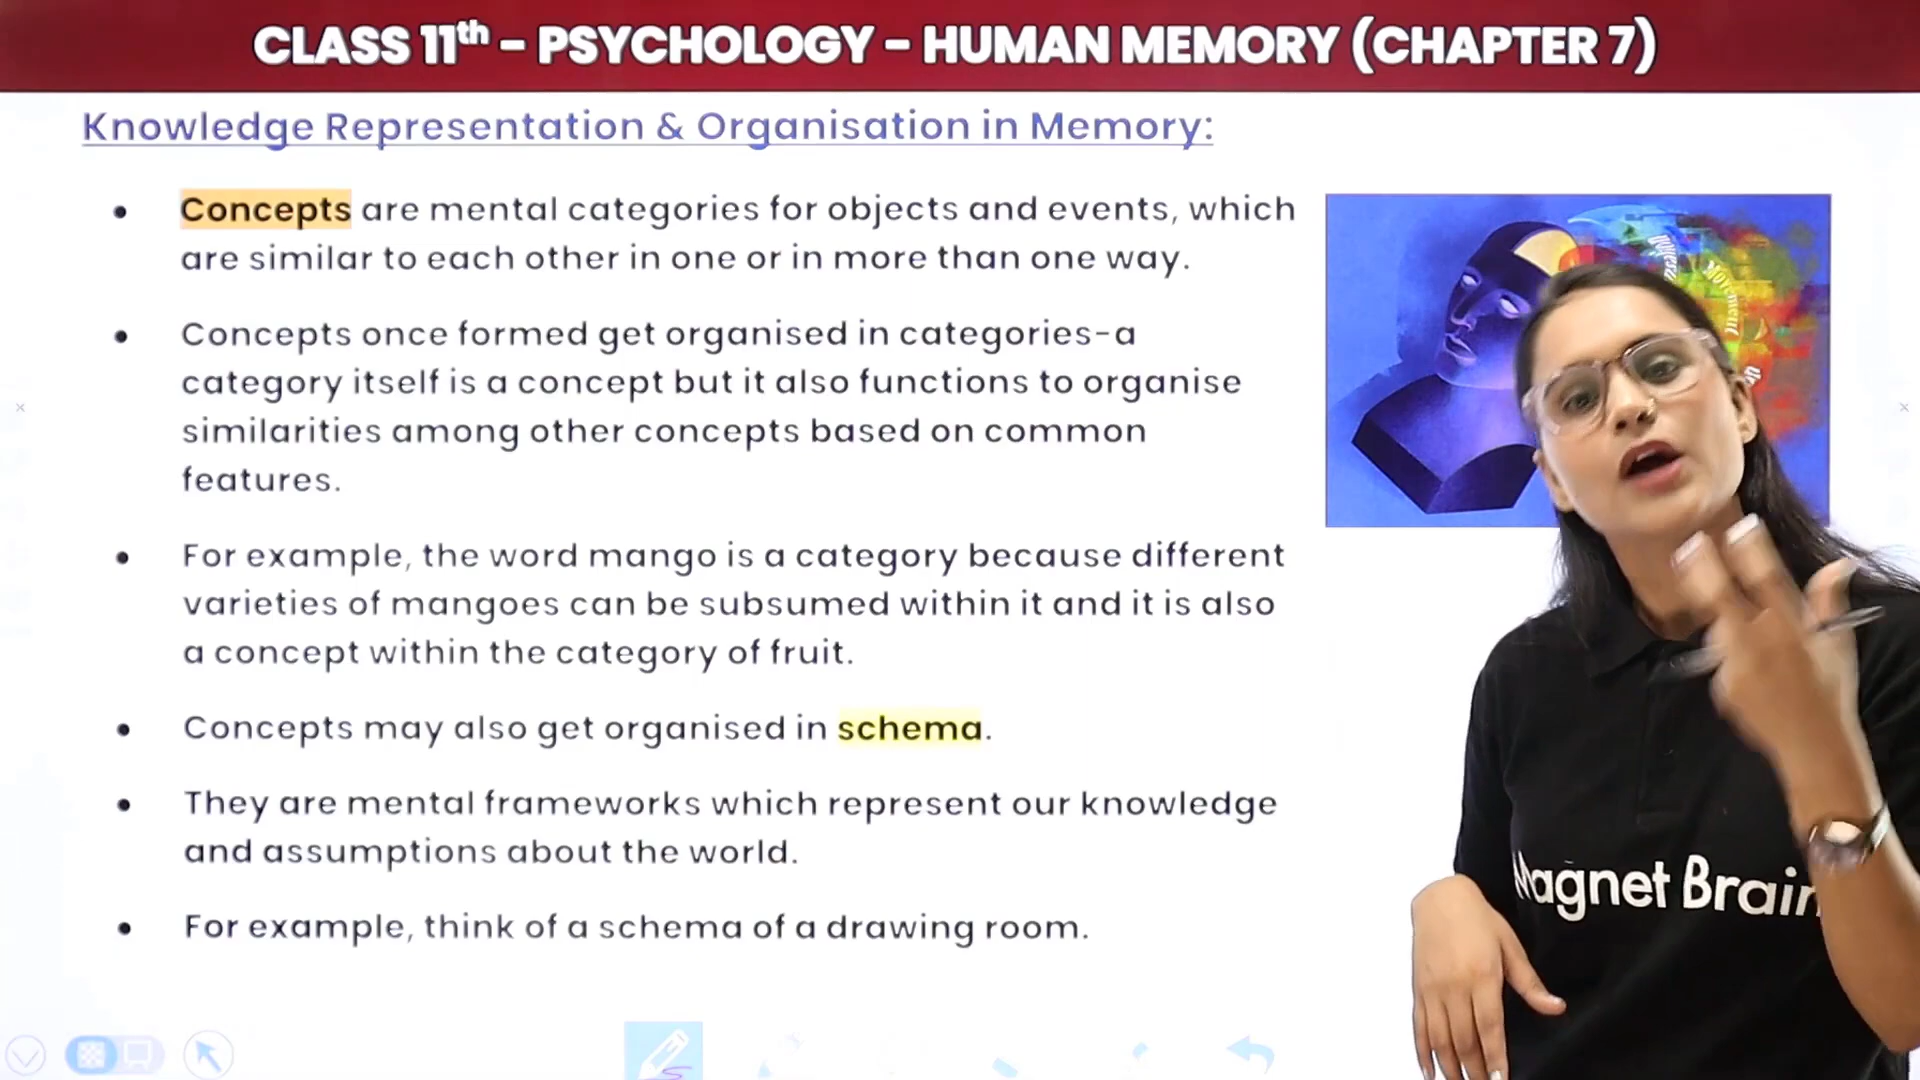 CLASS 11th – PSYCHOLOGY – HUMAN MEMORY (CHAPTER 7)
Knowledge Representation & Organisation in Memory:
• Concepts are mental categories for objects and events, which
are similar to each other in one or in more than one way.
• Concepts once formed get organised in categories-a
category itself is a concept but it also functions to organise
similarities among other concepts based on common
features.
• For example, the word mango is a category because different
varieties of mangoes can be subsumed within it and it is also
a concept within the category of fruit.
• Concepts may also get organised in schema.
• They are mental frameworks which represent our knowledge
and assumptions about the world.
• For example, think of a schema of a drawing room.
Magnet Brain